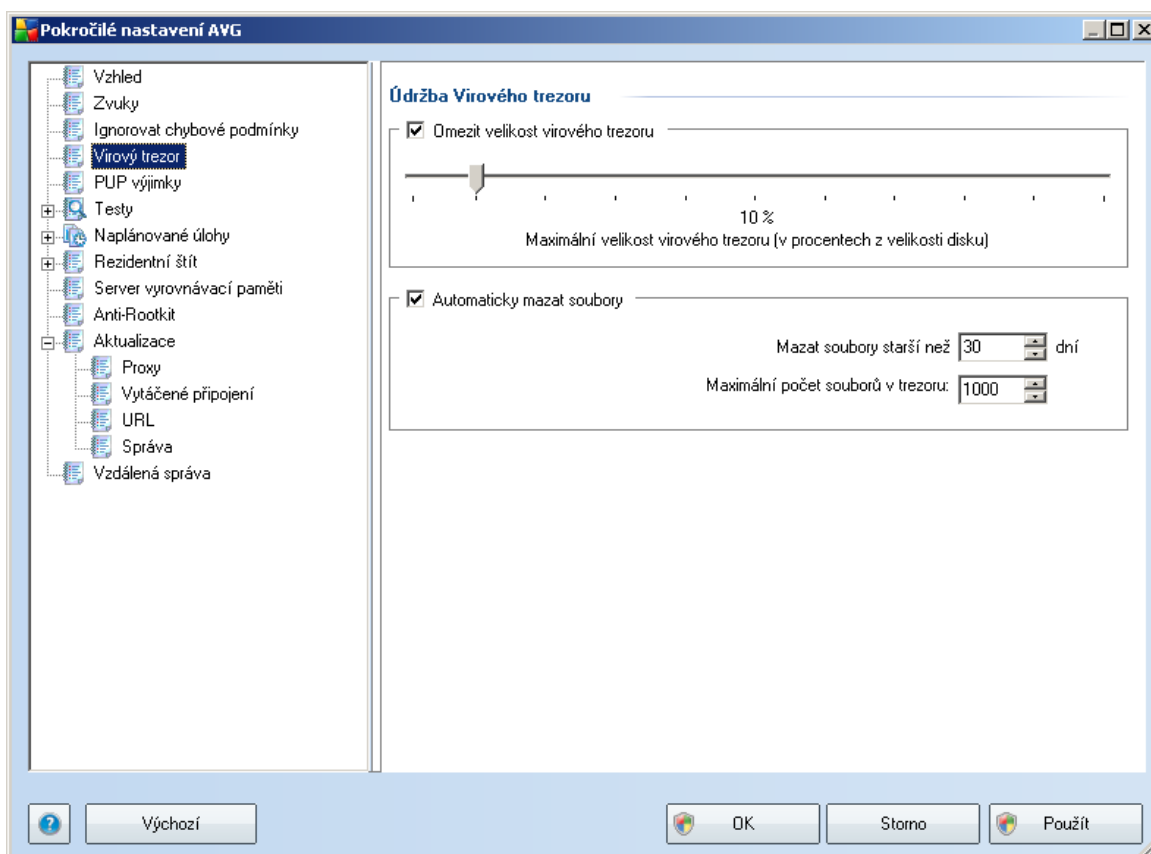 Pokročilé nastavení AVG
Vzhled
Zvuky
Ignorovat chybové podmínky
Virový trezor
PUP výjimky
Testy
Naplánované úlohy
Rezidentní štít
Server vyrovnávací paměti
Anti-Rootkit
Aktualizace
Proxy
Vytáčené připojení
URL
Správa
Vzdálená správa
Údržba Virového trezoru
Omezit velikost virového trezoru
10 %
Maximální velikost virového trezoru (v procentech z velikosti disku)
Automaticky mazat soubory
Mazat soubory starší než 30 dní
Maximální počet souborů v trezoru: 1000
? Výchozí OK Storno Použít